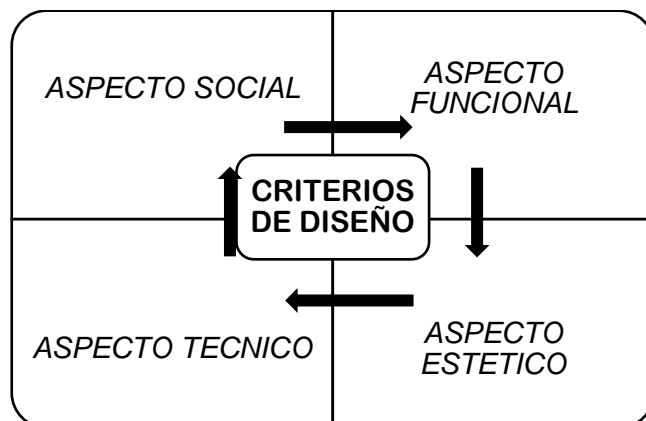 ASPECTO SOCIAL
ASPECTO
FUNCIONAL
CRITERIOS
DE DISEÑO
ASPECTO TECNICO
ASPECTO
ESTETICO